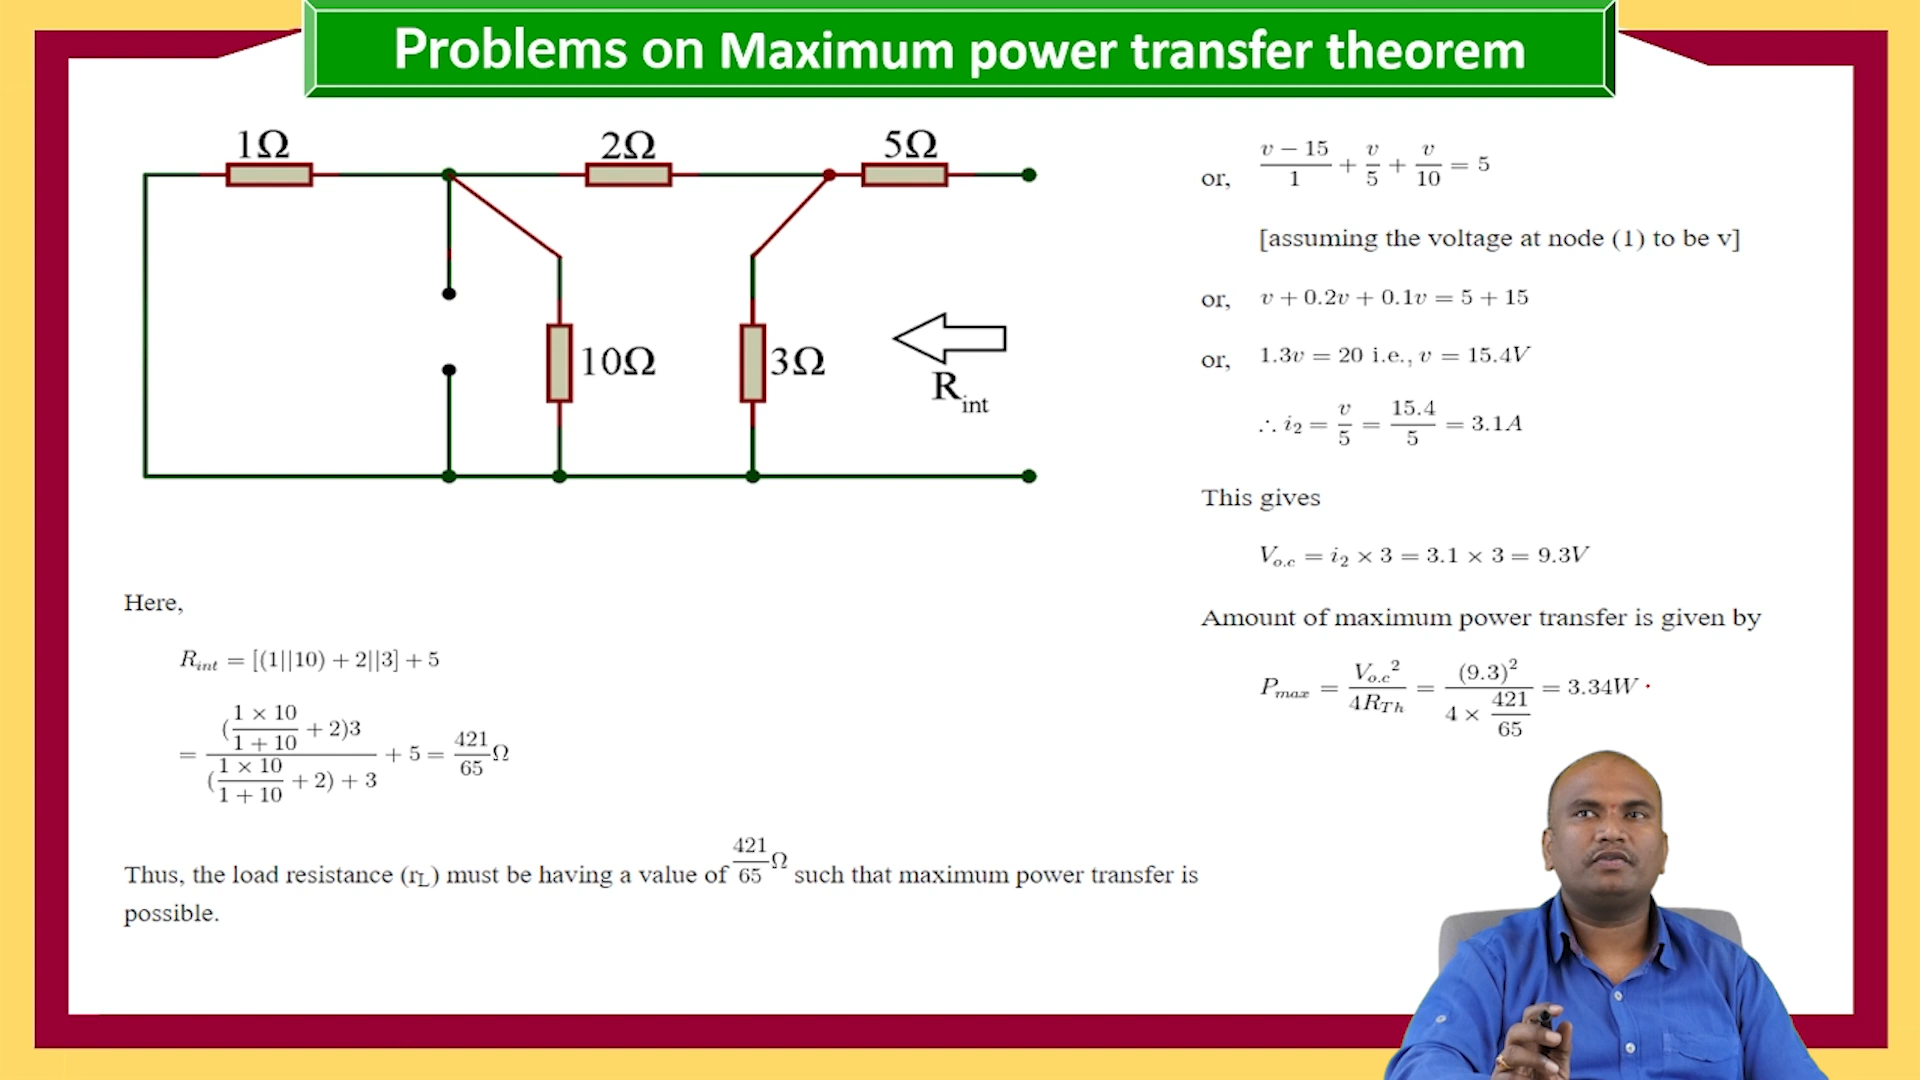 Problems on Maximum power transfer theorem
1Ω
2Ω
5Ω
10Ω
3Ω
R_int
Here,
R_int = [(1||10) + 2||3] + 5
= ((1 × 10)/(1 + 10) + 2)3 / (((1 × 10)/(1 + 10) + 2) + 3) + 5 = 421/65 Ω
Thus, the load resistance (r_L) must be having a value of 421/65 Ω such that maximum power transfer is
possible.
or, (v − 15)/1 + v/5 + v/10 = 5
[assuming the voltage at node (1) to be v]
or, v + 0.2v + 0.1v = 5 + 15
or, 1.3v = 20 i.e., v = 15.4V
∴ i₂ = v/5 = 15.4/5 = 3.1A
This gives
V_o.c = i₂ × 3 = 3.1 × 3 = 9.3V
Amount of maximum power transfer is given by
P_max = V_o.c²/4R_Th = (9.3)²/(4 × 421/65) = 3.34W